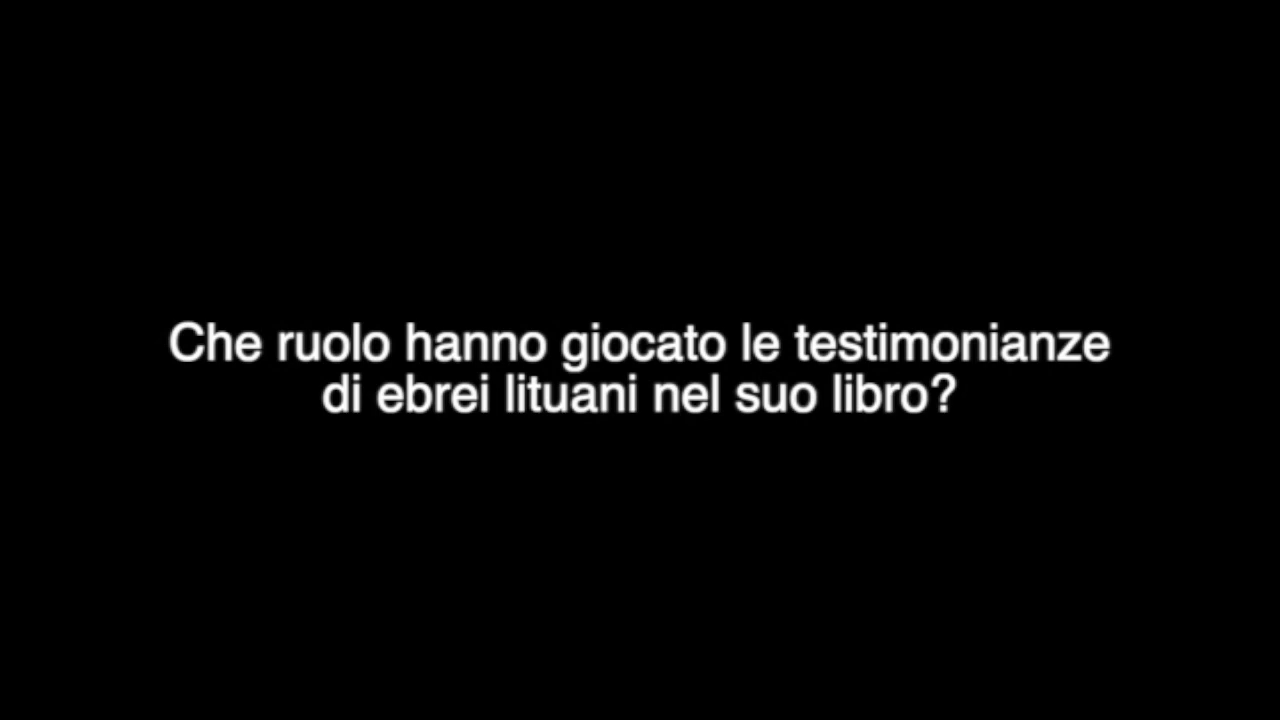 Che ruolo hanno giocato le testimonianze
di ebrei lituani nel suo libro?